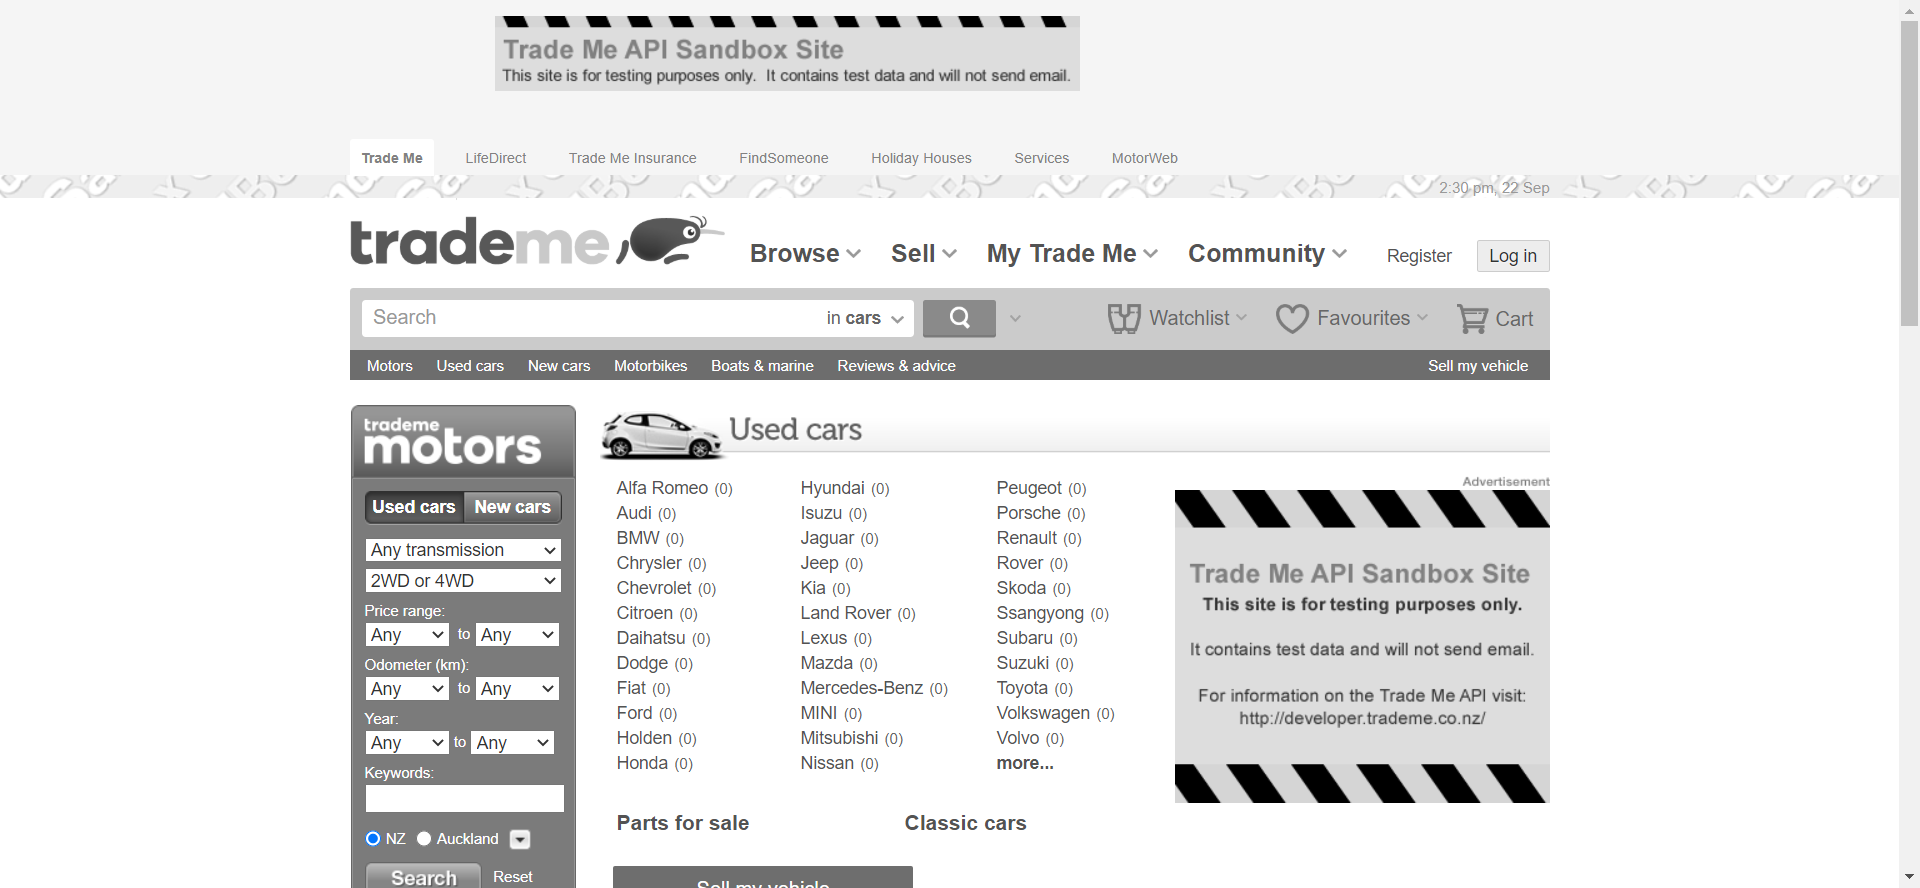 Trade Me API Sandbox Site
This site is for testing purposes only. It contains test data and will not send email.
Trade Me
LifeDirect
Trade Me Insurance
FindSomeone
Holiday Houses
Services
MotorWeb
2:30 pm, 22 Sep
trademe
Browse
Sell
My Trade Me
Community
Register
Log in
Search
in cars
Watchlist
Favourites
Cart
Motors
Used cars
New cars
Motorbikes
Boats & marine
Reviews & advice
Sell my vehicle
trademe
motors
Used cars
New cars
Any transmission
2WD or 4WD
Price range:
Any to Any
Odometer (km):
Any to Any
Year:
Any to Any
Keywords:
NZ
Auckland
Search
Reset
Used cars
Alfa Romeo (0)
Audi (0)
BMW (0)
Chrysler (0)
Chevrolet (0)
Citroen (0)
Daihatsu (0)
Dodge (0)
Fiat (0)
Ford (0)
Holden (0)
Honda (0)
Hyundai (0)
Isuzu (0)
Jaguar (0)
Jeep (0)
Kia (0)
Land Rover (0)
Lexus (0)
Mazda (0)
Mercedes-Benz (0)
MINI (0)
Mitsubishi (0)
Nissan (0)
Peugeot (0)
Porsche (0)
Renault (0)
Rover (0)
Skoda (0)
Ssangyong (0)
Subaru (0)
Suzuki (0)
Toyota (0)
Volkswagen (0)
Volvo (0)
more...
Advertisement
Trade Me API Sandbox Site
This site is for testing purposes only.
It contains test data and will not send email.
For information on the Trade Me API visit:
http://developer.trademe.co.nz/
Parts for sale
Classic cars
Sell my vehicle